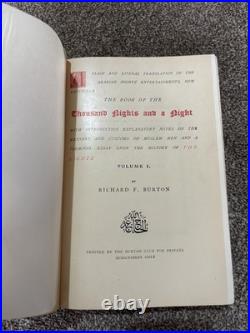 A PLAIN AND LITERAL TRANSLATION OF THE
ARABIAN NIGHTS ENTERTAINMENTS, NOW
ENTITULED
THE BOOK OF THE
Thousand Nights and a Night
WITH INTRODUCTION EXPLANATORY NOTES ON THE
MANNERS AND CUSTOMS OF MOSLEM MEN AND A
TERMINAL ESSAY UPON THE HISTORY OF THE
NIGHTS
VOLUME I.
BY
RICHARD F. BURTON
PRINTED BY THE BURTON CLUB FOR PRIVATE
SUBSCRIBERS ONLY